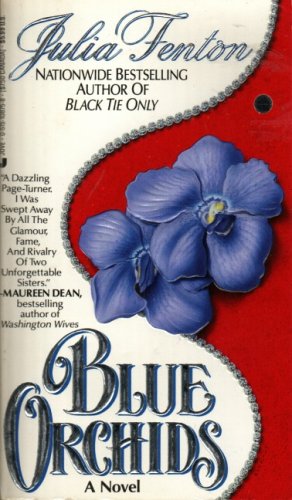 Julia Fenton
NATIONWIDE BESTSELLING
AUTHOR OF
BLACK TIE ONLY
"A Dazzling
Page-Turner.
I Was
Swept Away
By All The
Glamour,
Fame,
And Rivalry
Of Two
Unforgettable
Sisters."
–MAUREEN DEAN,
bestselling
author of
Washington Wives
BLUE
ORCHIDS
A Novel